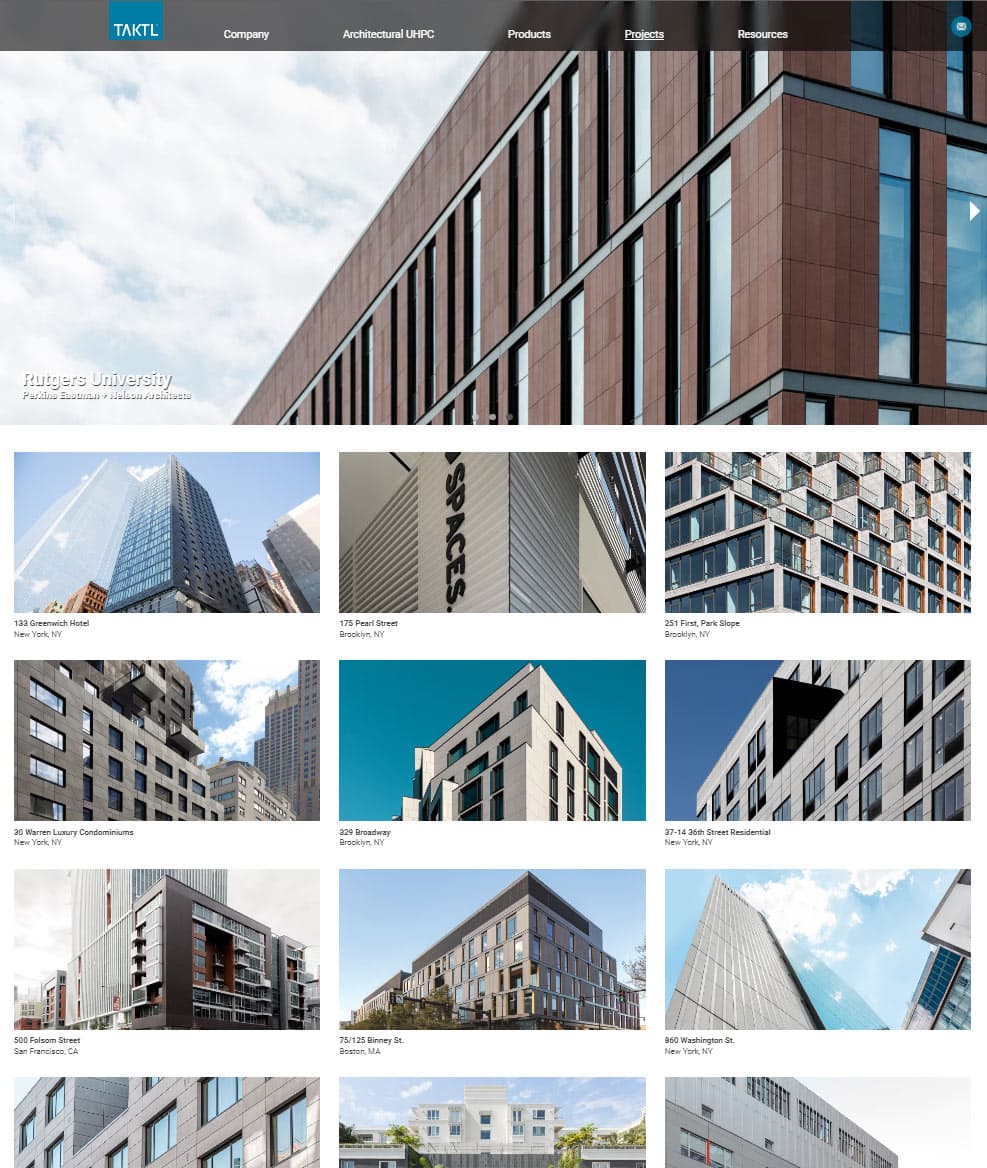 TAKTL
Company
Architectural UHPC
Products
Projects
Resources
Rutgers University
Perkins Eastman + Nelson Architects
SPACES.
133 Greenwich Hotel
New York, NY
175 Pearl Street
Brooklyn, NY
251 First, Park Slope
Brooklyn, NY
30 Warren Luxury Condominiums
New York, NY
329 Broadway
Brooklyn, NY
37-14 36th Street Residential
New York, NY
500 Folsom Street
San Francisco, CA
75/125 Binney St.
Boston, MA
860 Washington St.
New York, NY